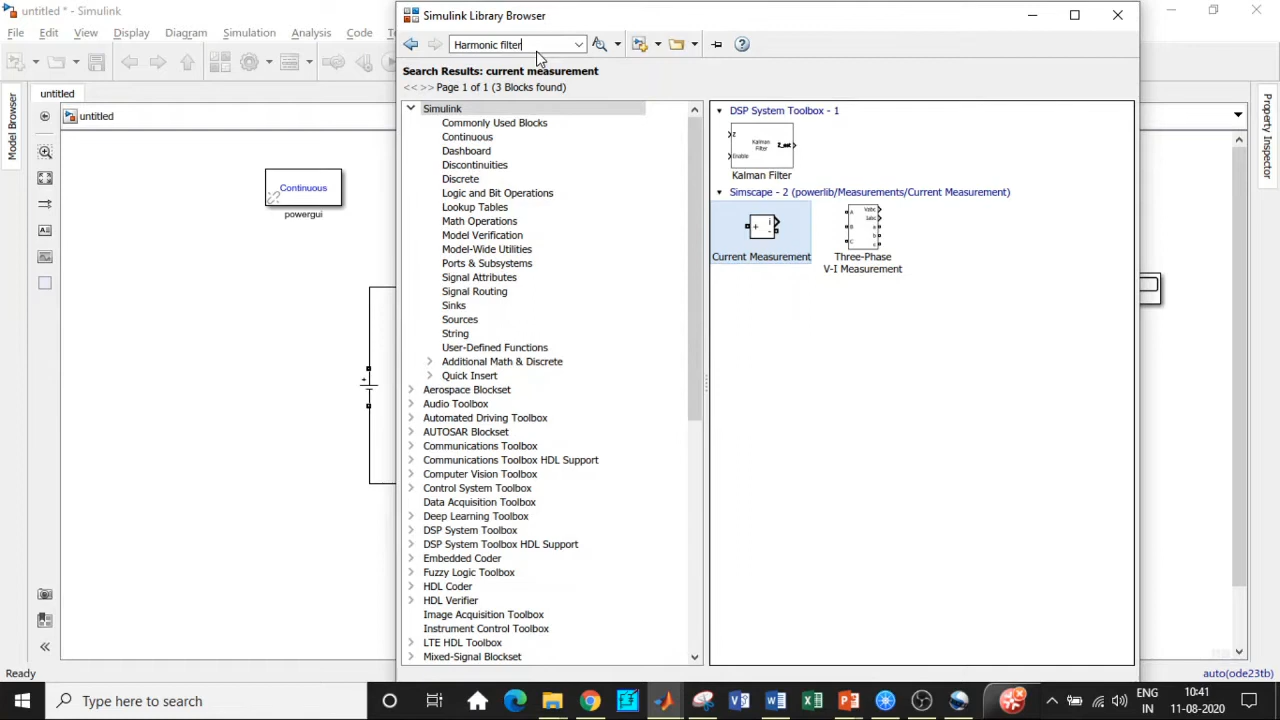 untitled * - Simulink
File Edit View Display Diagram Simulation Analysis Code
untitled
untitled
Model Browser
Continuous
powergui
Ready
Simulink Library Browser
Harmonic filter
Search Results: current measurement
<< >> Page 1 of 1 (3 Blocks found)
Simulink
Commonly Used Blocks
Continuous
Dashboard
Discontinuities
Discrete
Logic and Bit Operations
Lookup Tables
Math Operations
Model Verification
Model-Wide Utilities
Ports & Subsystems
Signal Attributes
Signal Routing
Sinks
Sources
String
User-Defined Functions
Additional Math & Discrete
Quick Insert
Aerospace Blockset
Audio Toolbox
Automated Driving Toolbox
AUTOSAR Blockset
Communications Toolbox
Communications Toolbox HDL Support
Computer Vision Toolbox
Control System Toolbox
Data Acquisition Toolbox
Deep Learning Toolbox
DSP System Toolbox
DSP System Toolbox HDL Support
Embedded Coder
Fuzzy Logic Toolbox
HDL Coder
HDL Verifier
Image Acquisition Toolbox
Instrument Control Toolbox
LTE HDL Toolbox
Mixed-Signal Blockset
DSP System Toolbox - 1
Kalman
Filter
Enable
Kalman Filter
Simscape - 2 (powerlib/Measurements/Current Measurement)
+ i -
Current Measurement
A B C Vabc Iabc a b c
Three-Phase
V-I Measurement
Property Inspector
auto(ode23tb)
Type here to search
ENG
IN
10:41
11-08-2020